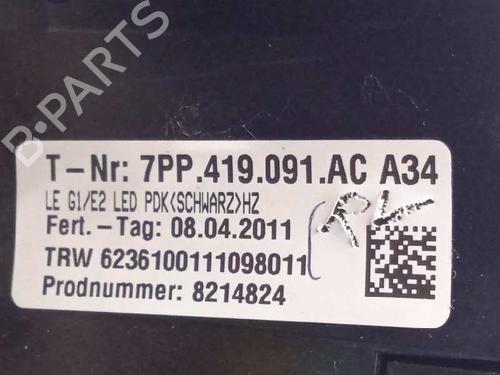 B-PARTS
T-Nr: 7PP.419.091.AC A34
LE G1/E2 LED PDK<SCHWARZ>HZ
Fert.-Tag: 08.04.2011
TRW 6236100111098011
Prodnummer: 8214824